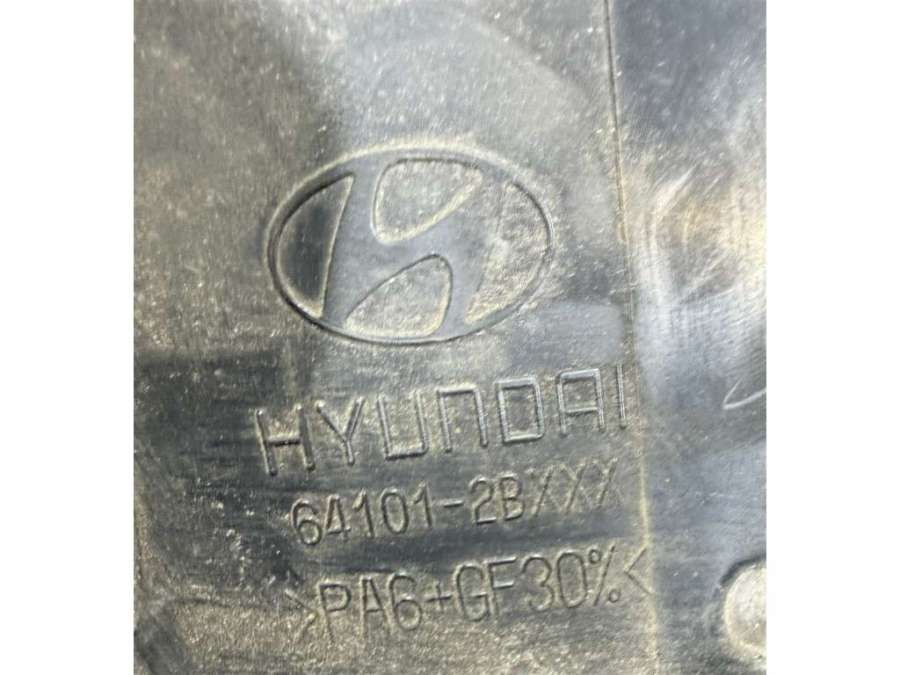 HYUNDAI
64101-2BXXX
>PA6+GF30%<